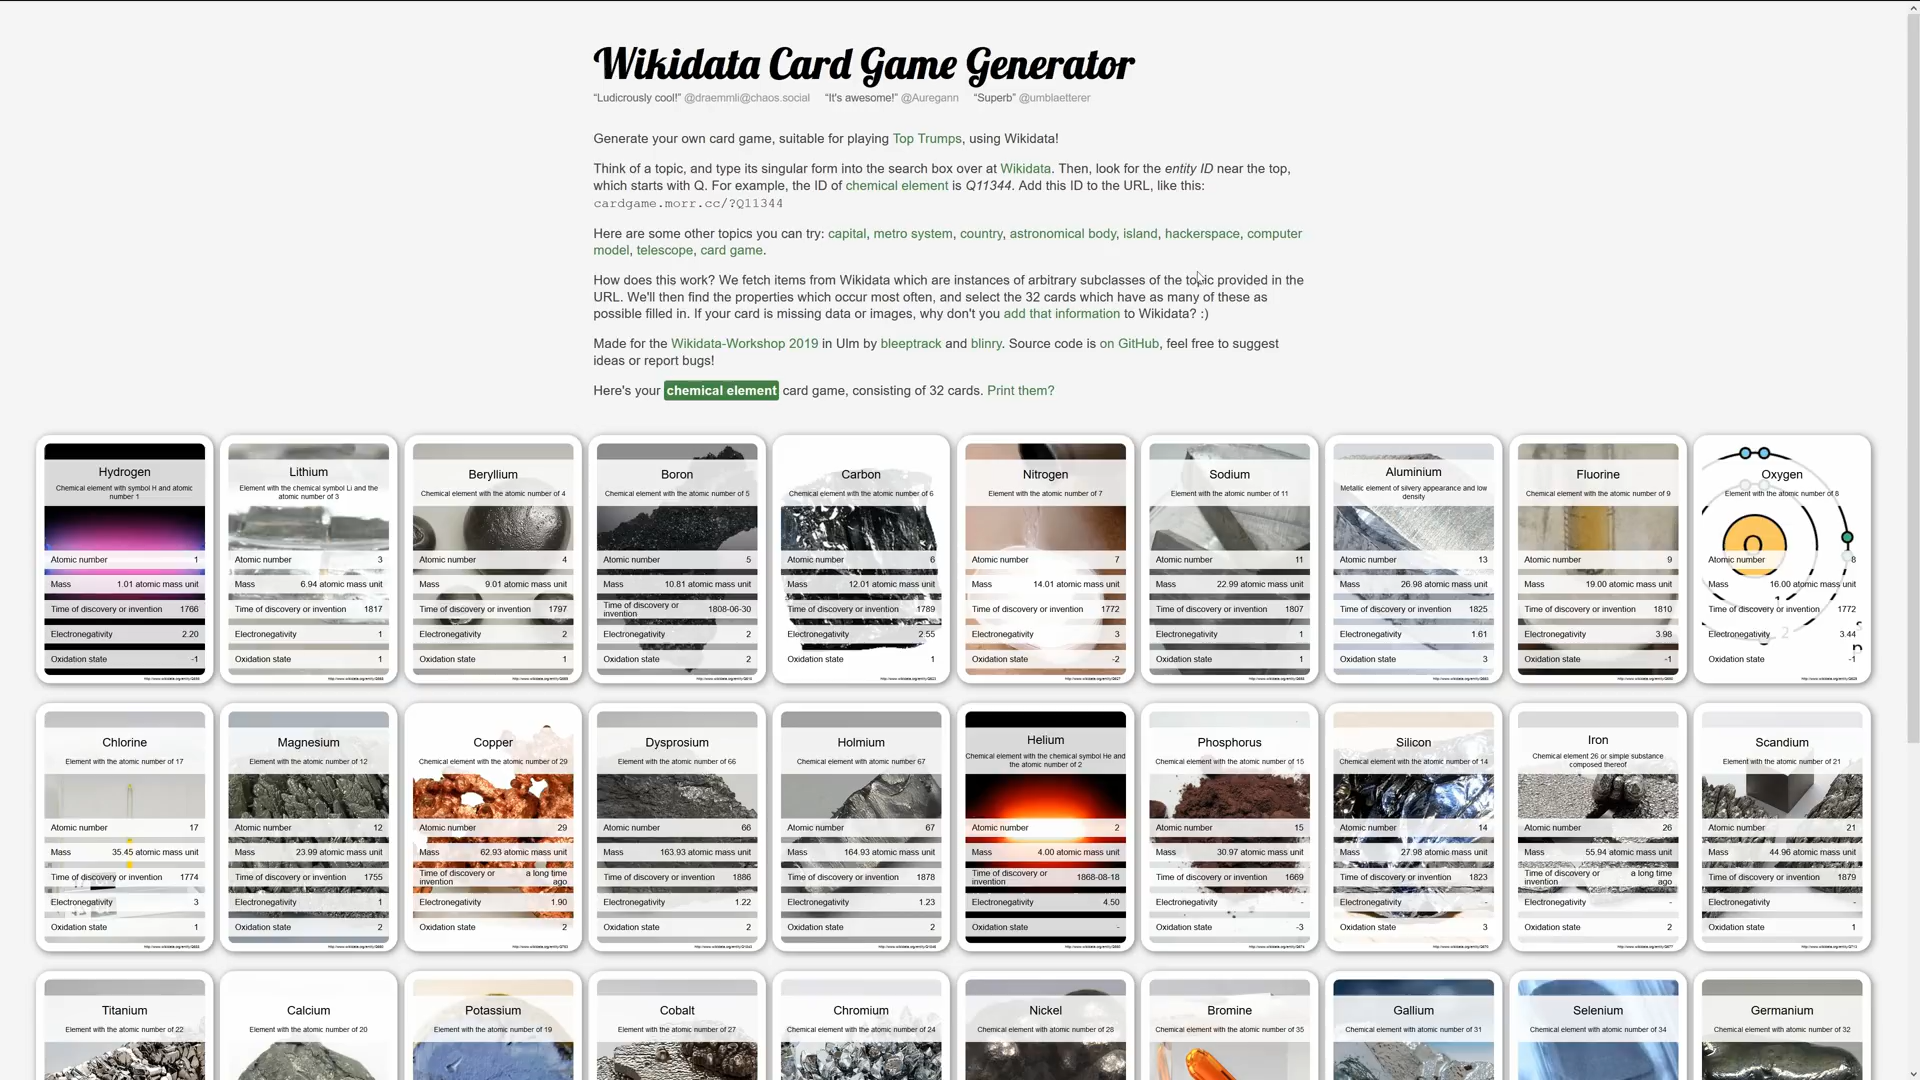 Wikidata Card Game Generator
“Ludicrously cool!” @draemmli@chaos.social “It's awesome!” @Auregann “Superb” @umblaetterer
Generate your own card game, suitable for playing Top Trumps, using Wikidata!
Think of a topic, and type its singular form into the search box over at Wikidata. Then, look for the entity ID near the top,
which starts with Q. For example, the ID of chemical element is Q11344. Add this ID to the URL, like this:
cardgame.morr.cc/?Q11344
Here are some other topics you can try: capital, metro system, country, astronomical body, island, hackerspace, computer
model, telescope, card game.
How does this work? We fetch items from Wikidata which are instances of arbitrary subclasses of the topic provided in the
URL. We'll then find the properties which occur most often, and select the 32 cards which have as many of these as
possible filled in. If your card is missing data or images, why don't you add that information to Wikidata? :)
Made for the Wikidata-Workshop 2019 in Ulm by bleeptrack and blinry. Source code is on GitHub, feel free to suggest
ideas or report bugs!
Here's your chemical element card game, consisting of 32 cards. Print them?
Hydrogen
Chemical element with symbol H and atomic
number 1
Atomic number 1
Mass 1.01 atomic mass unit
Time of discovery or invention 1766
Electronegativity 2.20
Oxidation state -1
Lithium
Element with the chemical symbol Li and the
atomic number of 3
Atomic number 3
Mass 6.94 atomic mass unit
Time of discovery or invention 1817
Electronegativity 1
Oxidation state 1
Beryllium
Chemical element with the atomic number of 4
Atomic number 4
Mass 9.01 atomic mass unit
Time of discovery or invention 1797
Electronegativity 2
Oxidation state 1
Boron
Chemical element with the atomic number of 5
Atomic number 5
Mass 10.81 atomic mass unit
Time of discovery or
invention 1808-06-30
Electronegativity 2
Oxidation state 2
Carbon
Chemical element with the atomic number of 6
Atomic number 6
Mass 12.01 atomic mass unit
Time of discovery or invention 1789
Electronegativity 2.55
Oxidation state 1
Nitrogen
Element with the atomic number of 7
Atomic number 7
Mass 14.01 atomic mass unit
Time of discovery or invention 1772
Electronegativity 3
Oxidation state -2
Sodium
Element with the atomic number of 11
Atomic number 11
Mass 22.99 atomic mass unit
Time of discovery or invention 1807
Electronegativity 1
Oxidation state 1
Aluminium
Metallic element of silvery appearance and low
density
Atomic number 13
Mass 26.98 atomic mass unit
Time of discovery or invention 1825
Electronegativity 1.61
Oxidation state 3
Fluorine
Chemical element with the atomic number of 9
Atomic number 9
Mass 19.00 atomic mass unit
Time of discovery or invention 1810
Electronegativity 3.98
Oxidation state -1
Oxygen
Element with the atomic number of 8
Atomic number 8
Mass 16.00 atomic mass unit
Time of discovery or invention 1772
Electronegativity 3.44
Oxidation state -1
Chlorine
Element with the atomic number of 17
Atomic number 17
Mass 35.45 atomic mass unit
Time of discovery or invention 1774
Electronegativity 3
Oxidation state 1
Magnesium
Element with the atomic number of 12
Atomic number 12
Mass 23.99 atomic mass unit
Time of discovery or invention 1755
Electronegativity 1
Oxidation state 2
Copper
Chemical element with the atomic number of 29
Atomic number 29
Mass 62.93 atomic mass unit
Time of discovery or a long time
invention ago
Electronegativity 1.90
Oxidation state 2
Dysprosium
Element with the atomic number of 66
Atomic number 66
Mass 163.93 atomic mass unit
Time of discovery or invention 1886
Electronegativity 1.22
Oxidation state 2
Holmium
Chemical element with the atomic number 67
Atomic number 67
Mass 164.93 atomic mass unit
Time of discovery or invention 1878
Electronegativity 1.23
Oxidation state 2
Helium
Chemical element with the chemical symbol He and
the atomic number of 2
Atomic number 2
Mass 4.00 atomic mass unit
Time of discovery or
invention 1868-08-18
Electronegativity 4.50
Oxidation state -
Phosphorus
Chemical element with the atomic number of 15
Atomic number 15
Mass 30.97 atomic mass unit
Time of discovery or invention 1669
Electronegativity -
Oxidation state -3
Silicon
Chemical element with the atomic number of 14
Atomic number 14
Mass 27.98 atomic mass unit
Time of discovery or invention 1823
Electronegativity -
Oxidation state 3
Iron
Chemical element 26 or simple substance
composed thereof
Atomic number 26
Mass 55.94 atomic mass unit
Time of discovery or a long time
invention ago
Electronegativity -
Oxidation state 2
Scandium
Element with the atomic number of 21
Atomic number 21
Mass 44.96 atomic mass unit
Time of discovery or invention 1879
Electronegativity -
Oxidation state 1
Titanium
Element with the atomic number of 22
Calcium
Element with the atomic number of 20
Potassium
Element with the atomic number of 19
Cobalt
Element with the atomic number of 27
Chromium
Chemical element with the atomic number of 24
Nickel
Chemical element with the atomic number of 28
Bromine
Chemical element with the atomic number of 35
Gallium
Chemical element with the atomic number of 31
Selenium
Chemical element with the atomic number of 34
Germanium
Chemical element with the atomic number of 32